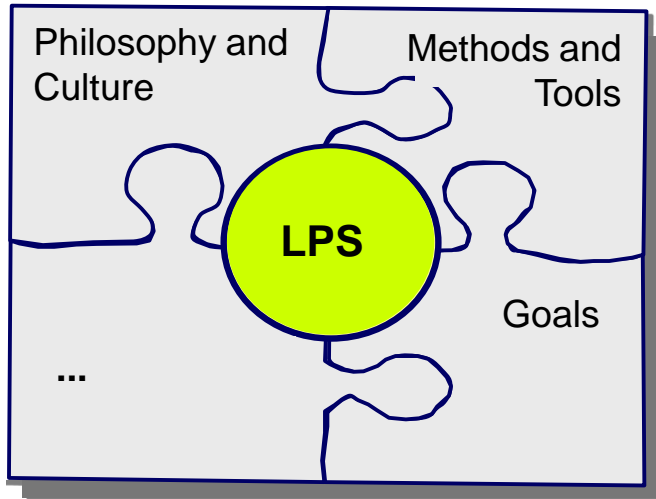 Philosophy and
Culture
Methods and
Tools
LPS
Goals
...